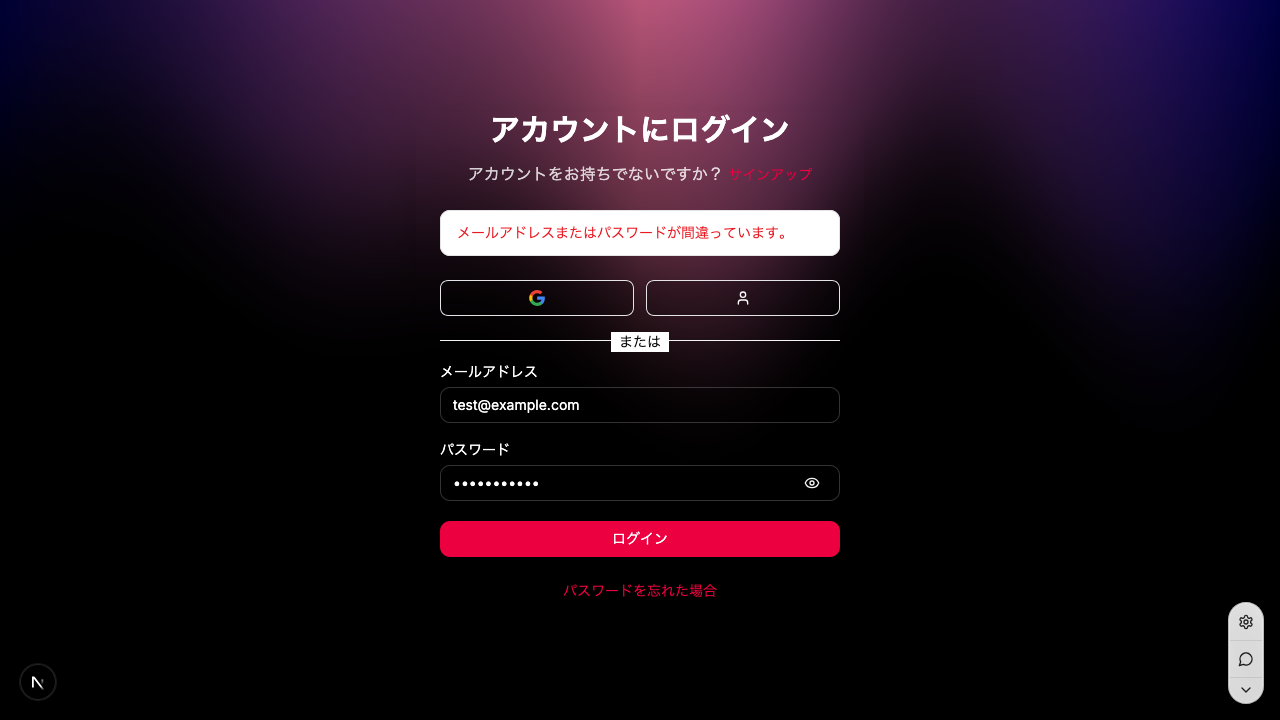 アカウントにログイン
アカウントをお持ちでないですか？ サインアップ
メールアドレスまたはパスワードが間違っています。
または
メールアドレス
test@example.com
パスワード
•••••••••••
ログイン
パスワードを忘れた場合